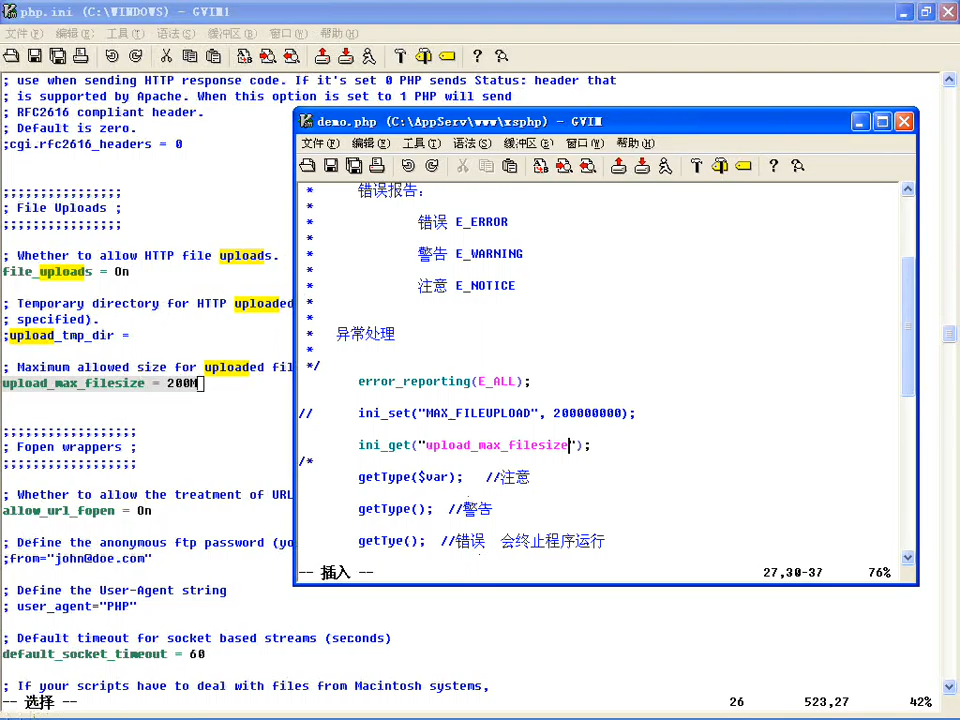 php.ini (C:\WINDOWS) - GVIM1
文件(F) 编辑(E) 工具(T) 语法(S) 缓冲区(B) 窗口(W) 帮助(H)
; use when sending HTTP response code. If it's set 0 PHP sends Status: header that
; is supported by Apache. When this option is set to 1 PHP will send
; RFC2616 compliant header.
; Default is zero.
;cgi.rfc2616_headers = 0
;;;;;;;;;;;;;;;;
; File Uploads ;
;;;;;;;;;;;;;;;;
; Whether to allow HTTP file uploads.
file_uploads = On
; Temporary directory for HTTP uploaded
; specified).
;upload_tmp_dir =
; Maximum allowed size for uploaded fil
upload_max_filesize = 200M
;;;;;;;;;;;;;;;;;;
; Fopen wrappers ;
;;;;;;;;;;;;;;;;;;
; Whether to allow the treatment of URL
allow_url_fopen = On
; Define the anonymous ftp password (yo
;from="john@doe.com"
; Define the User-Agent string
; user_agent="PHP"
; Default timeout for socket based streams (seconds)
default_socket_timeout = 60
; If your scripts have to deal with files from Macintosh systems,
-- 选择 -- 26 523,27 42%
demo.php (C:\AppServ\www\xsphp) - GVIM
文件(F) 编辑(E) 工具(T) 语法(S) 缓冲区(B) 窗口(W) 帮助(H)
* 错误报告:
*
* 错误 E_ERROR
*
* 警告 E_WARNING
*
* 注意 E_NOTICE
*
*
* 异常处理
*
*/
error_reporting(E_ALL);
// ini_set("MAX_FILEUPLOAD", 200000000);
ini_get("upload_max_filesize");
/*
getType($var); //注意
getType(); //警告
getTye(); //错误 会终止程序运行
-- 插入 -- 27,30-37 76%